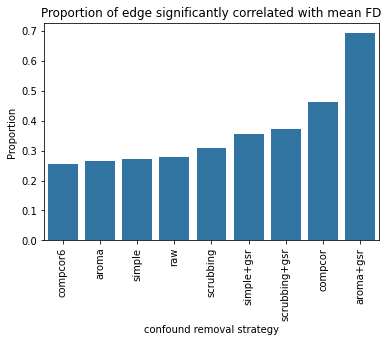 Proportion of edge significantly correlated with mean FD
0.7
0.6
0.5
0.4
0.3
0.2
0.1
0.0
Proportion
compcor6
aroma
simple
raw
scrubbing
simple+gsr
scrubbing+gsr
compcor
aroma+gsr
confound removal strategy